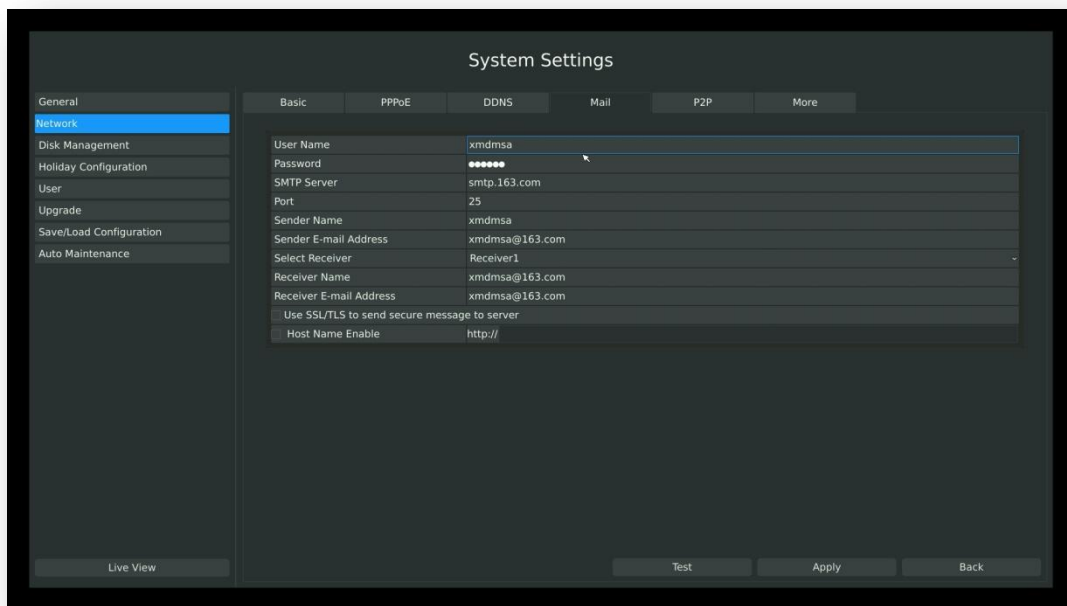 System Settings
General
Network
Disk Management
Holiday Configuration
User
Upgrade
Save/Load Configuration
Auto Maintenance
Live View
Basic PPPoE DDNS Mail P2P More
User Name xmdmsa
Password ●●●●●●
SMTP Server smtp.163.com
Port 25
Sender Name xmdmsa
Sender E-mail Address xmdmsa@163.com
Select Receiver Receiver1
Receiver Name xmdmsa@163.com
Receiver E-mail Address xmdmsa@163.com
Use SSL/TLS to send secure message to server
Host Name Enable http://
Test Apply Back